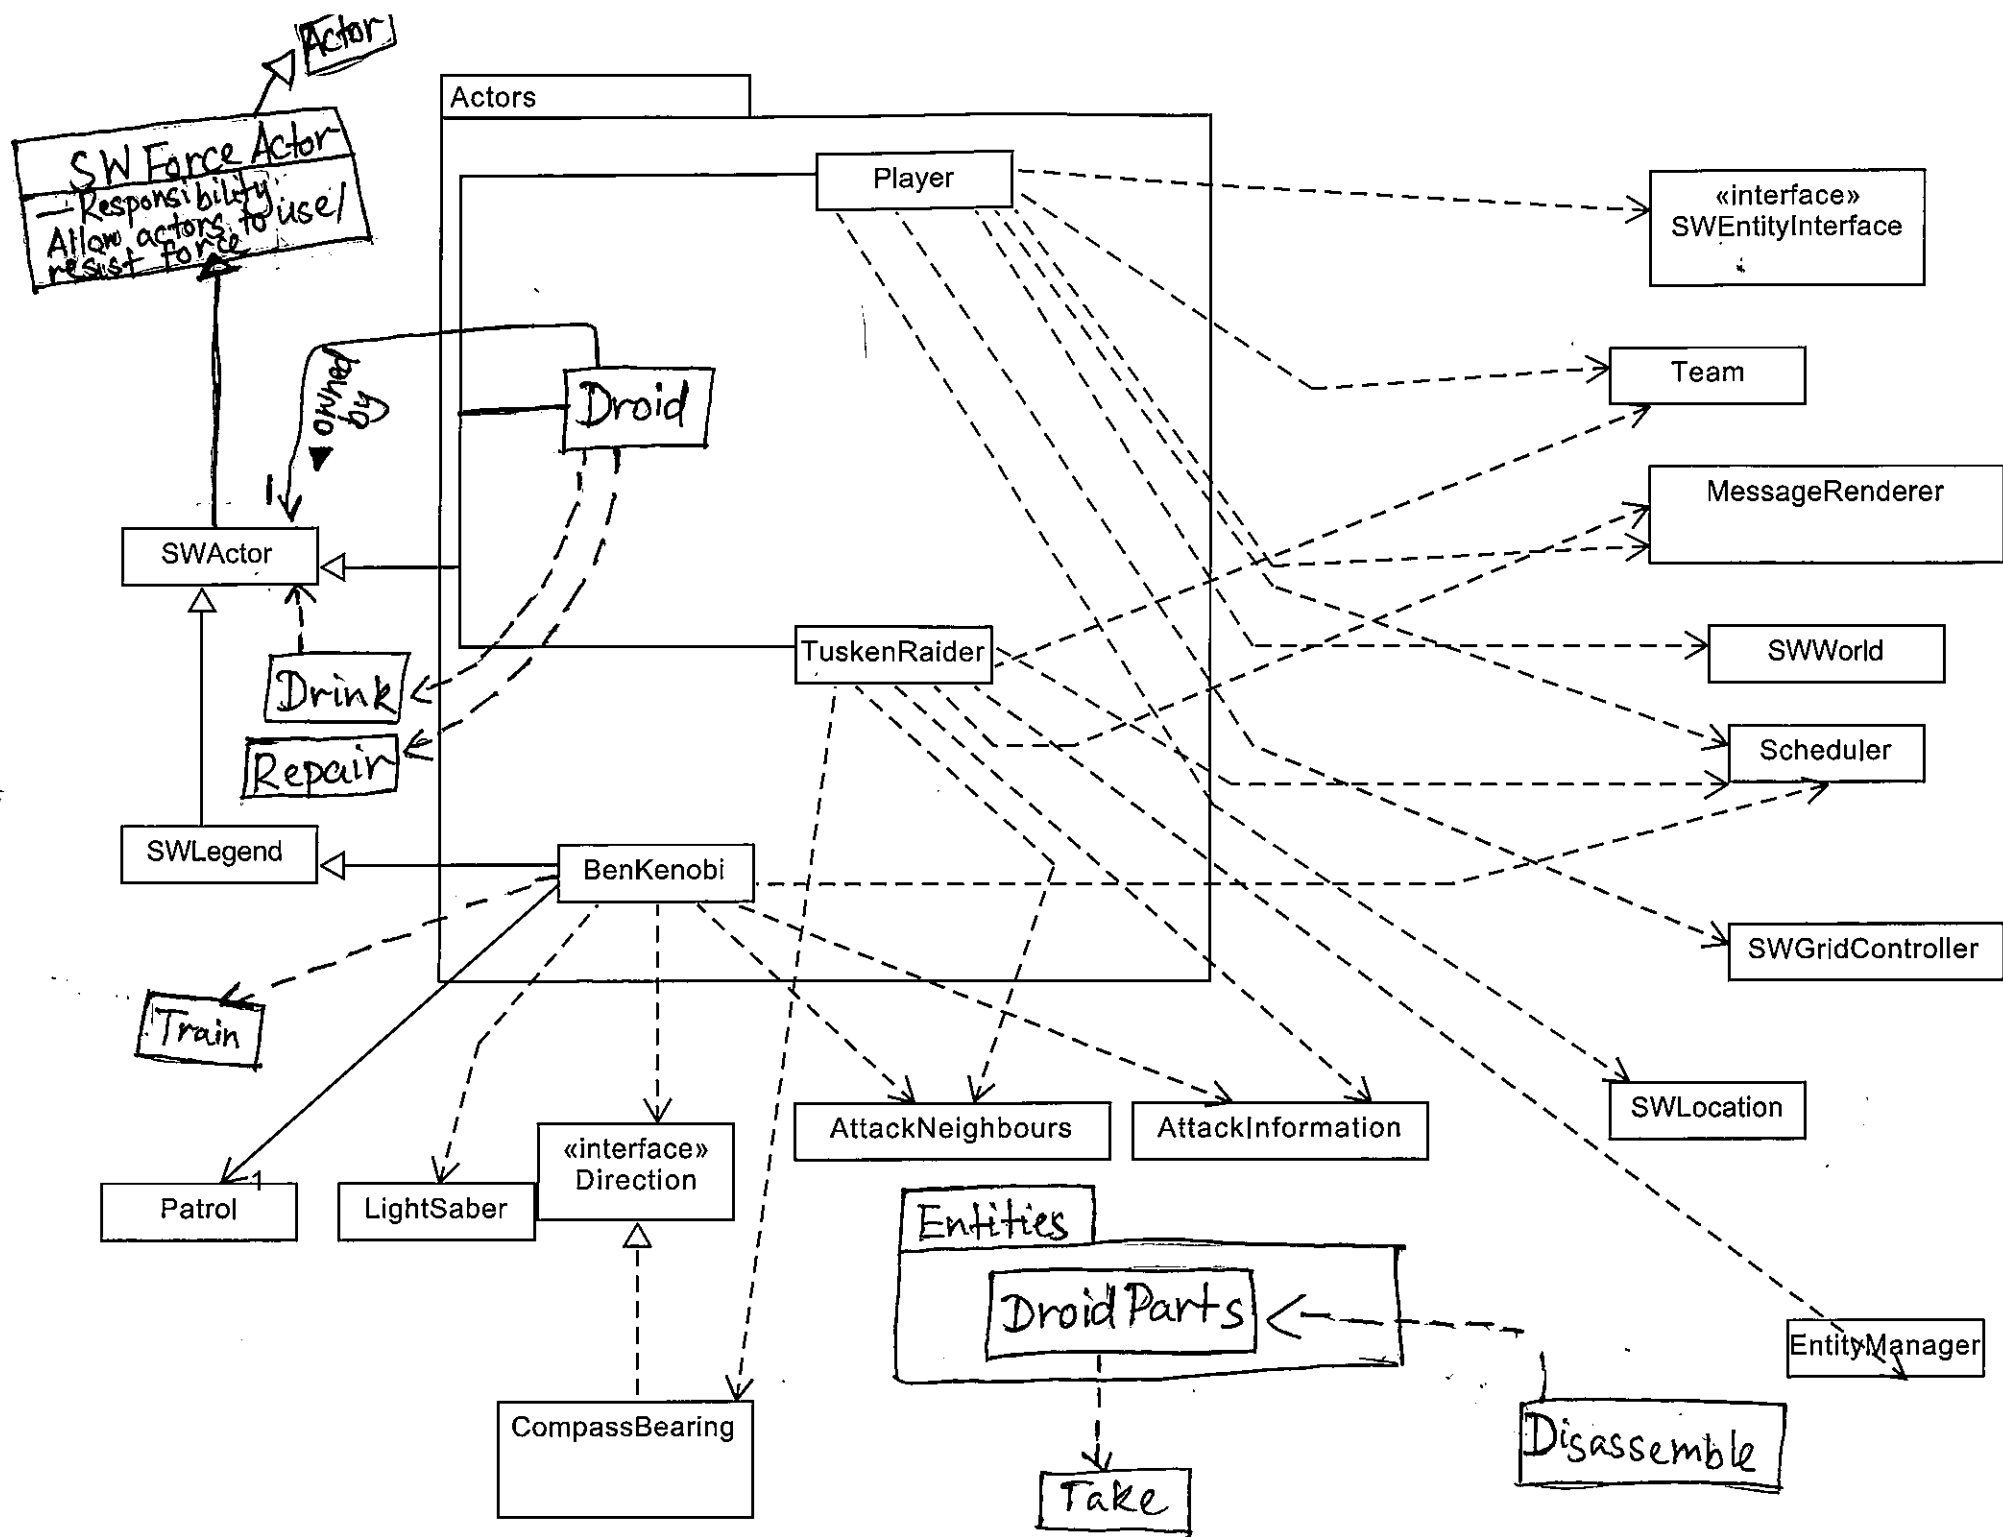 Actor
Actors
SW Force Actor
— Responsibility
Allow actors to use/
resist force
Player
«interface»
SWEntityInterface
owned
by
Droid
Team
1
MessageRenderer
SWActor
TuskenRaider
SWWorld
Drink
Repair
Scheduler
SWLegend
BenKenobi
SWGridController
Train
AttackNeighbours
AttackInformation
SWLocation
«interface»
Direction
1
Patrol
LightSaber
Entities
DroidParts
EntityManager
CompassBearing
Disassemble
Take